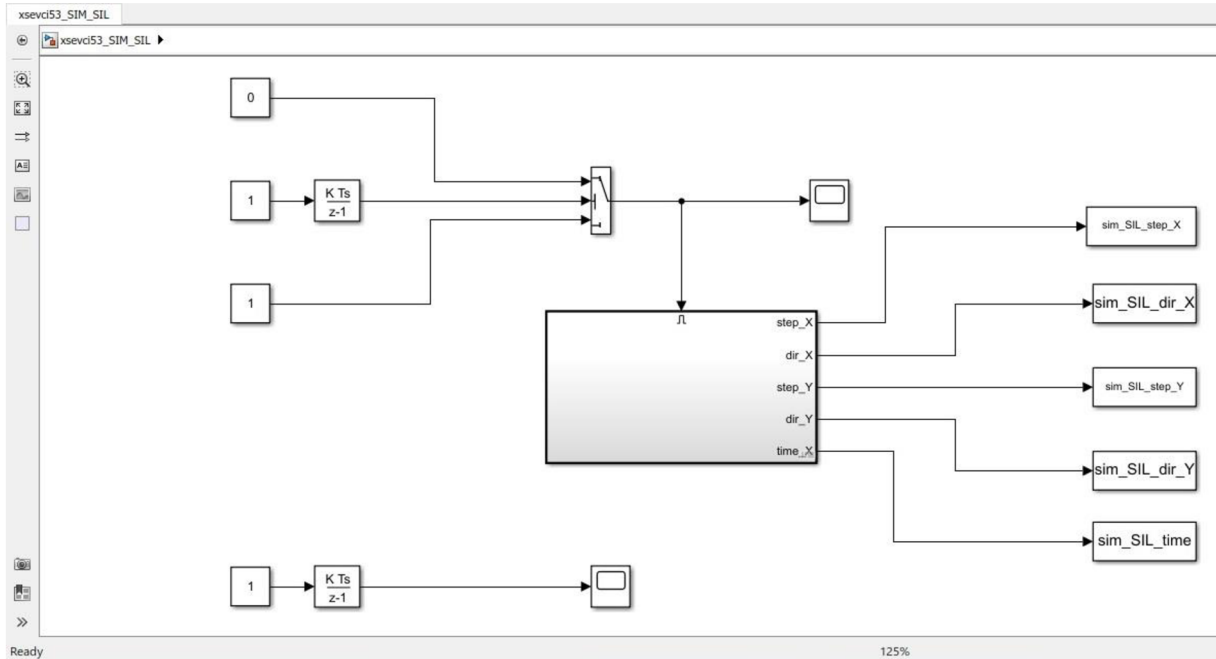 xsevci53_SIM_SIL
xsevci53_SIM_SIL
0
1
K Ts
z-1
1
step_X
dir_X
step_Y
dir_Y
time_X
sim_SIL_step_X
sim_SIL_dir_X
sim_SIL_step_Y
sim_SIL_dir_Y
sim_SIL_time
1
K Ts
z-1
Ready
125%